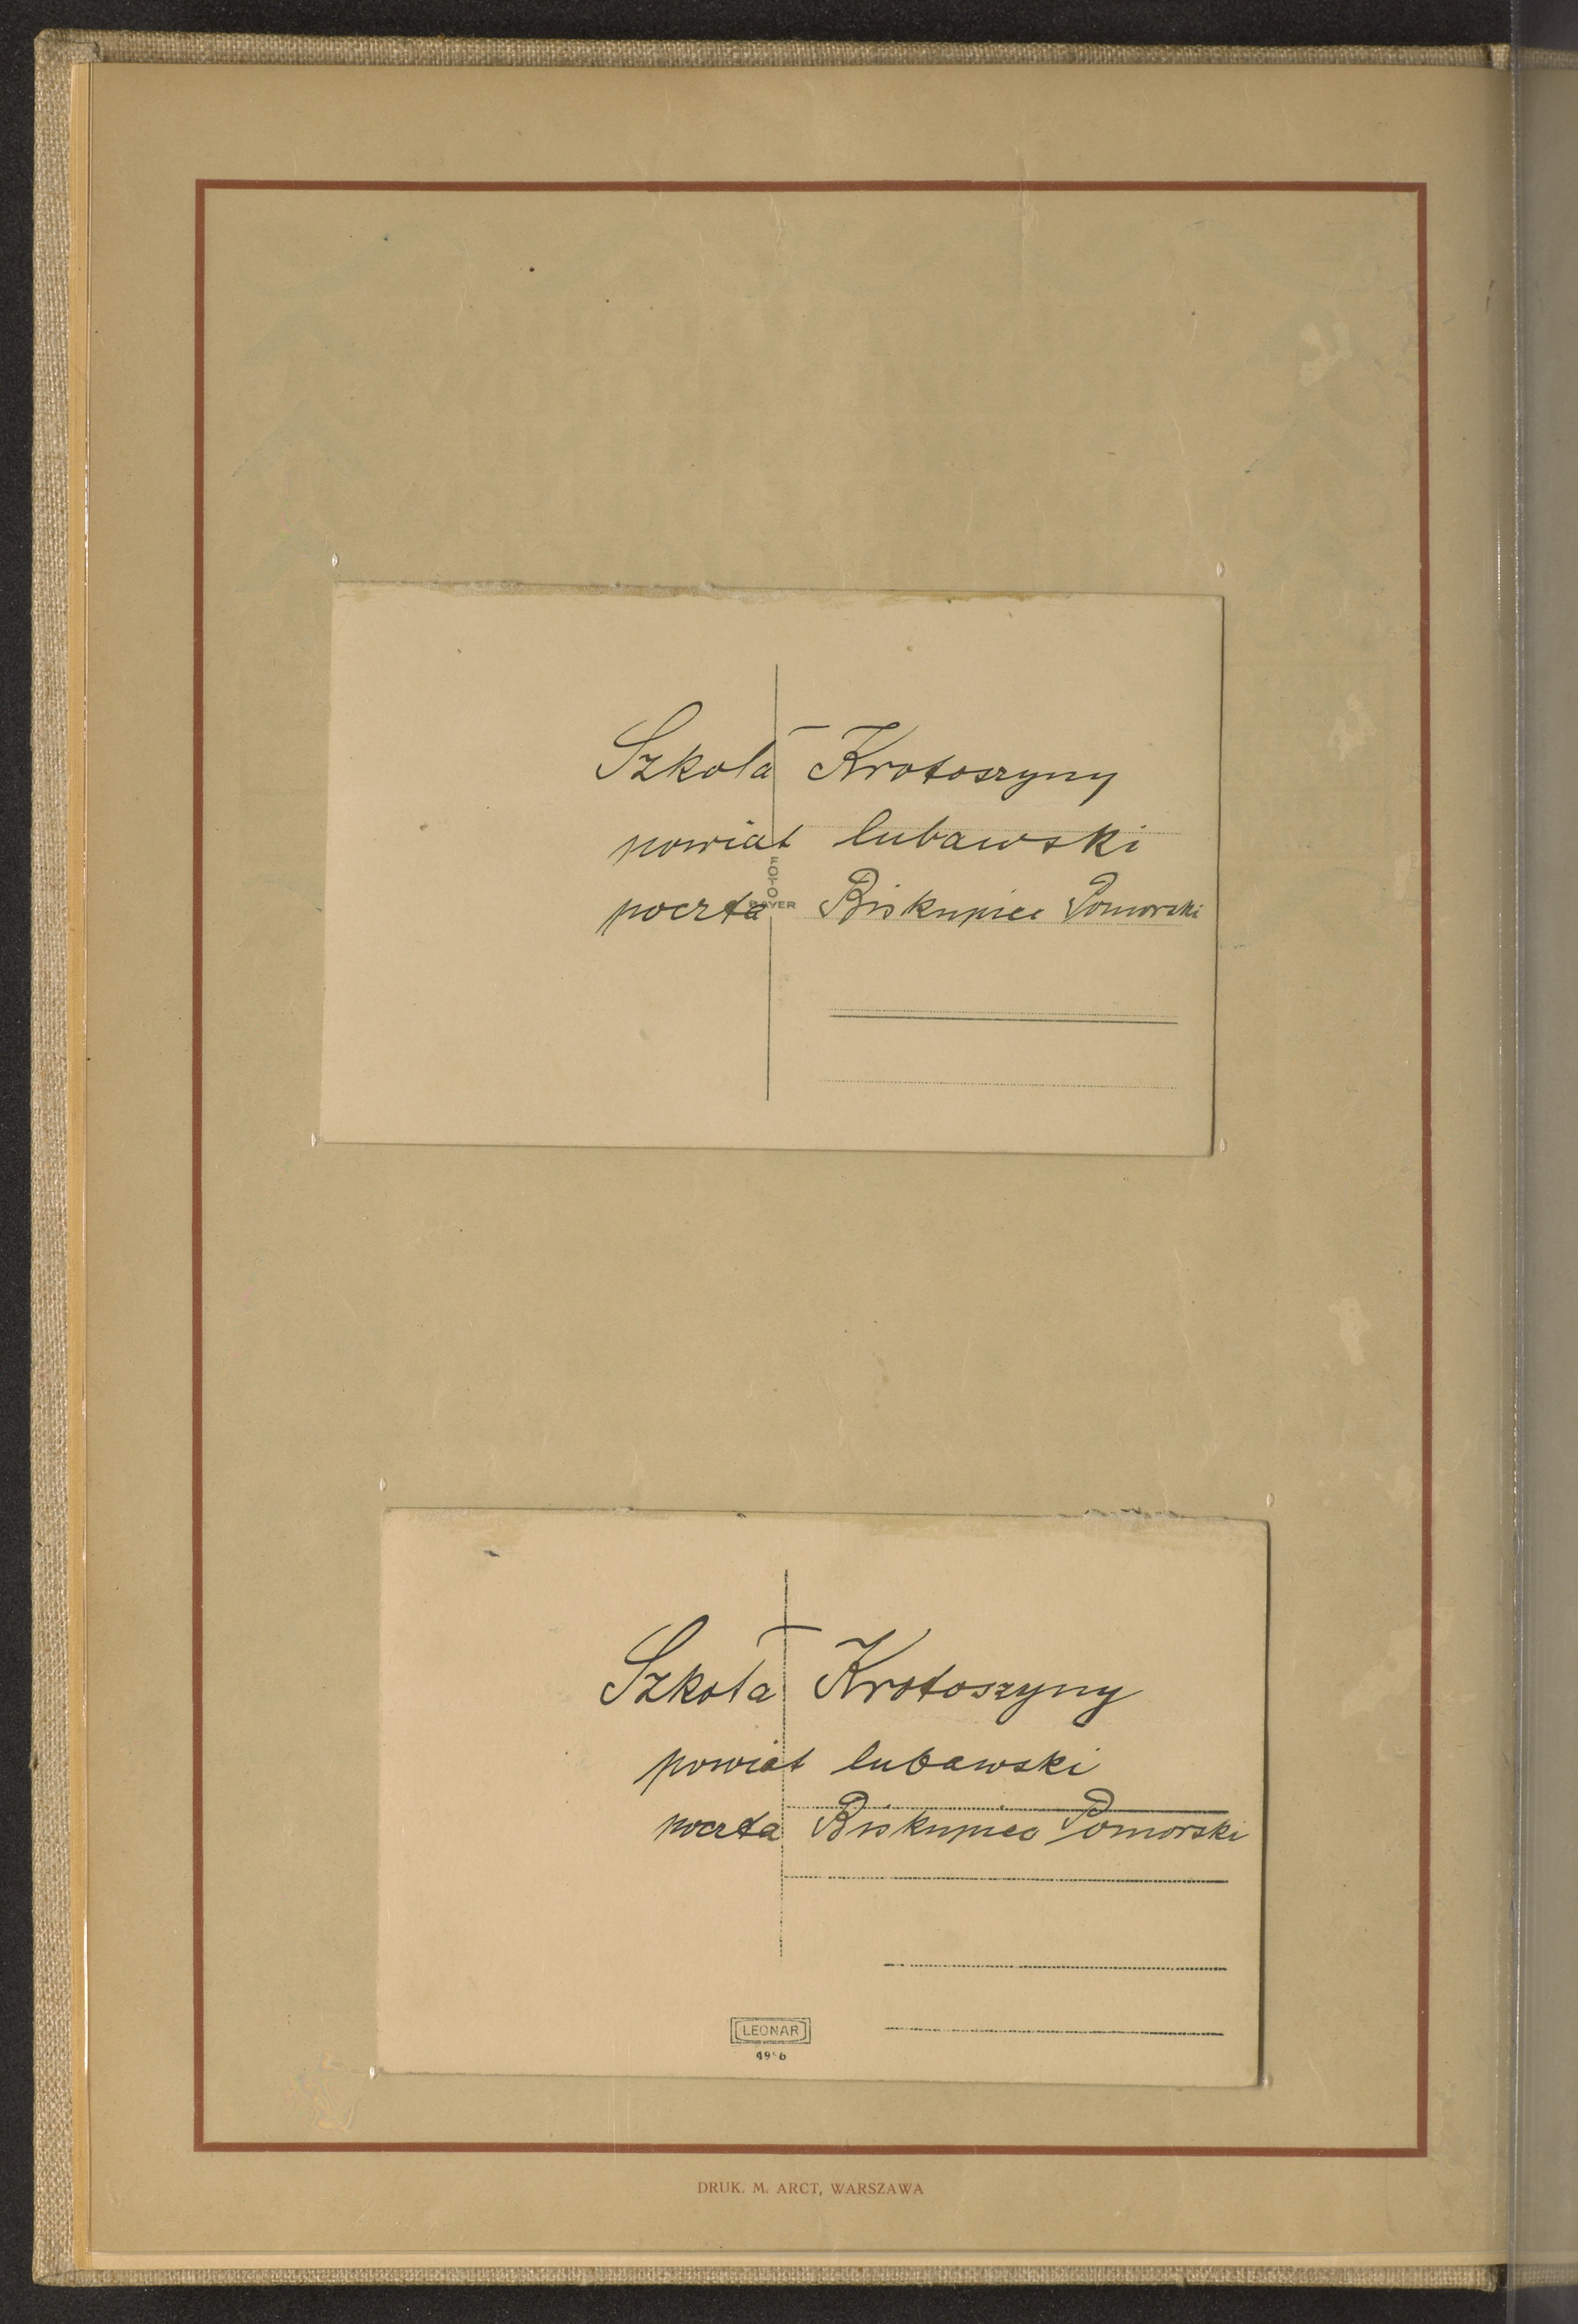 Szkoła Krotoszyny
powiat lubawski
poczta Biskupiec Pomorski
FOTO
BAYER
Szkoła Krotoszyny
powiat lubawski
poczta Biskupiec Pomorski
LEONAR
DRUK. M. ARCT, WARSZAWA